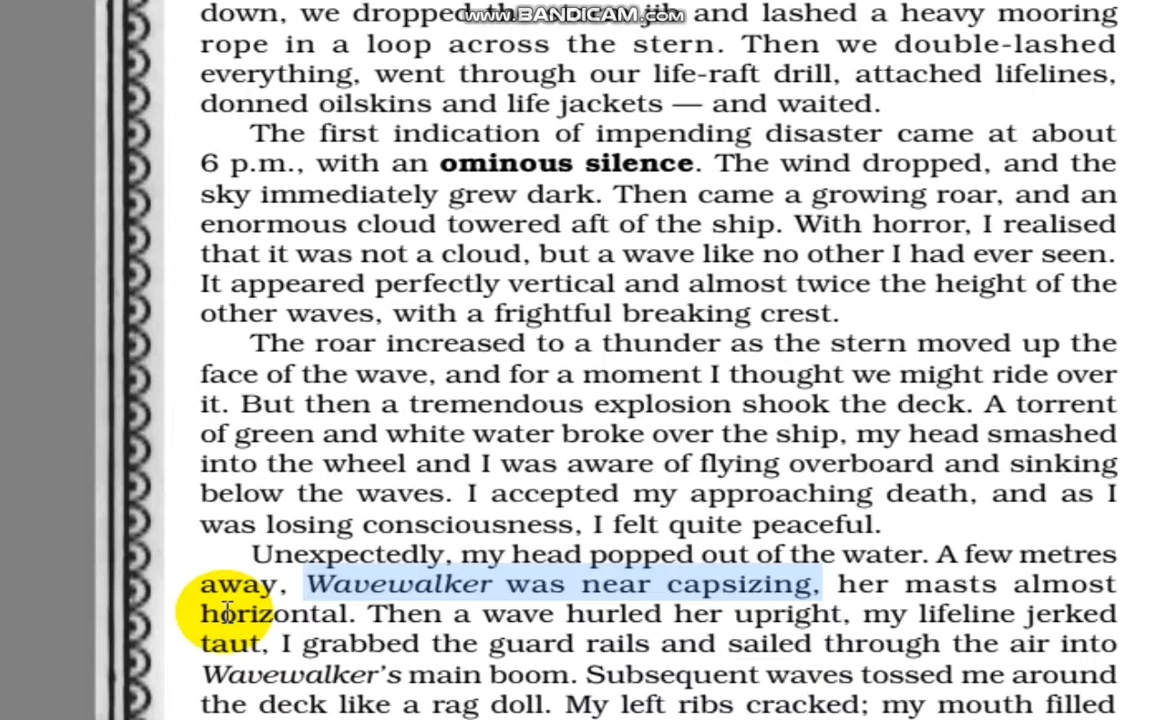 www.BANDICAM.com
down, we dropped jib and lashed a heavy mooring
rope in a loop across the stern. Then we double-lashed
everything, went through our life-raft drill, attached lifelines,
donned oilskins and life jackets — and waited.
The first indication of impending disaster came at about
6 p.m., with an ominous silence. The wind dropped, and the
sky immediately grew dark. Then came a growing roar, and an
enormous cloud towered aft of the ship. With horror, I realised
that it was not a cloud, but a wave like no other I had ever seen.
It appeared perfectly vertical and almost twice the height of the
other waves, with a frightful breaking crest.
The roar increased to a thunder as the stern moved up the
face of the wave, and for a moment I thought we might ride over
it. But then a tremendous explosion shook the deck. A torrent
of green and white water broke over the ship, my head smashed
into the wheel and I was aware of flying overboard and sinking
below the waves. I accepted my approaching death, and as I
was losing consciousness, I felt quite peaceful.
Unexpectedly, my head popped out of the water. A few metres
away, Wavewalker was near capsizing, her masts almost
horizontal. Then a wave hurled her upright, my lifeline jerked
taut, I grabbed the guard rails and sailed through the air into
Wavewalker's main boom. Subsequent waves tossed me around
the deck like a rag doll. My left ribs cracked; my mouth filled